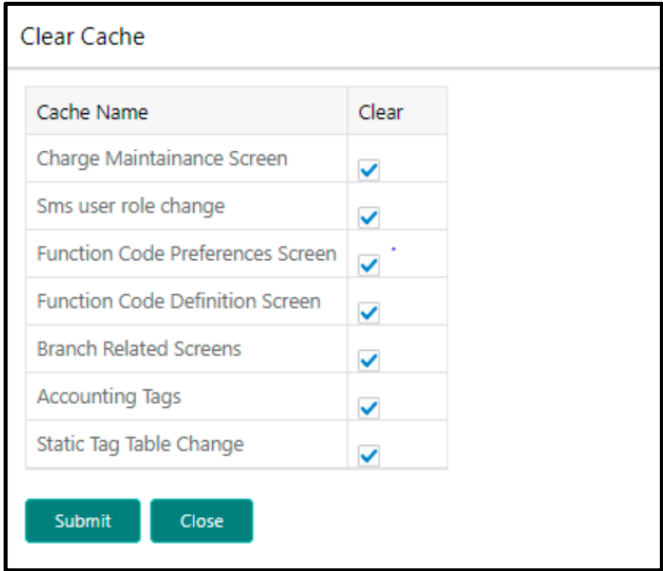 Clear Cache
Cache Name Clear
Charge Maintainance Screen
Sms user role change
Function Code Preferences Screen
Function Code Definition Screen
Branch Related Screens
Accounting Tags
Static Tag Table Change
Submit Close